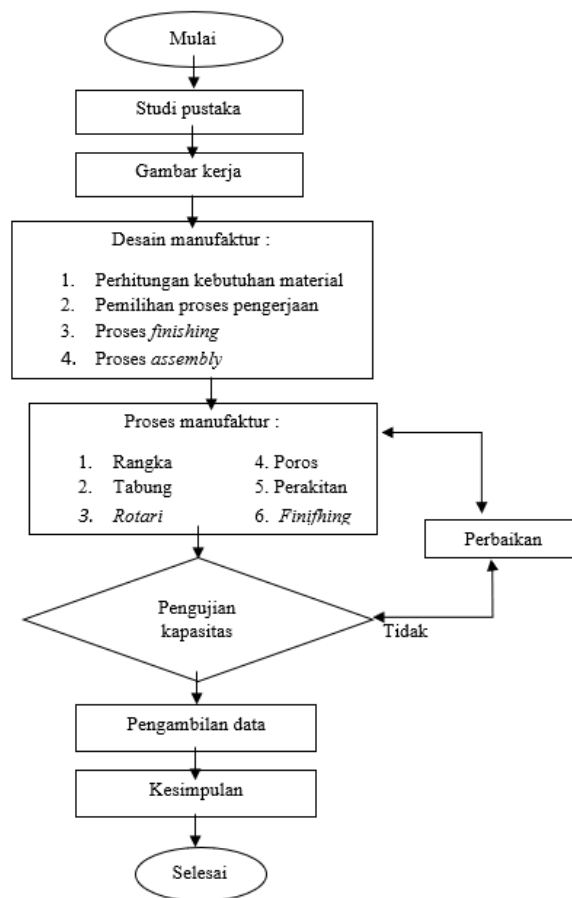 Mulai
Studi pustaka
Gambar kerja
Desain manufaktur :
1. Perhitungan kebutuhan material
2. Pemilihan proses pengerjaan
3. Proses finishing
4. Proses assembly
Proses manufaktur :
1. Rangka 4. Poros
2. Tabung 5. Perakitan
3. Rotari 6. Finifhing
Perbaikan
Pengujian
kapasitas
Tidak
Pengambilan data
Kesimpulan
Selesai